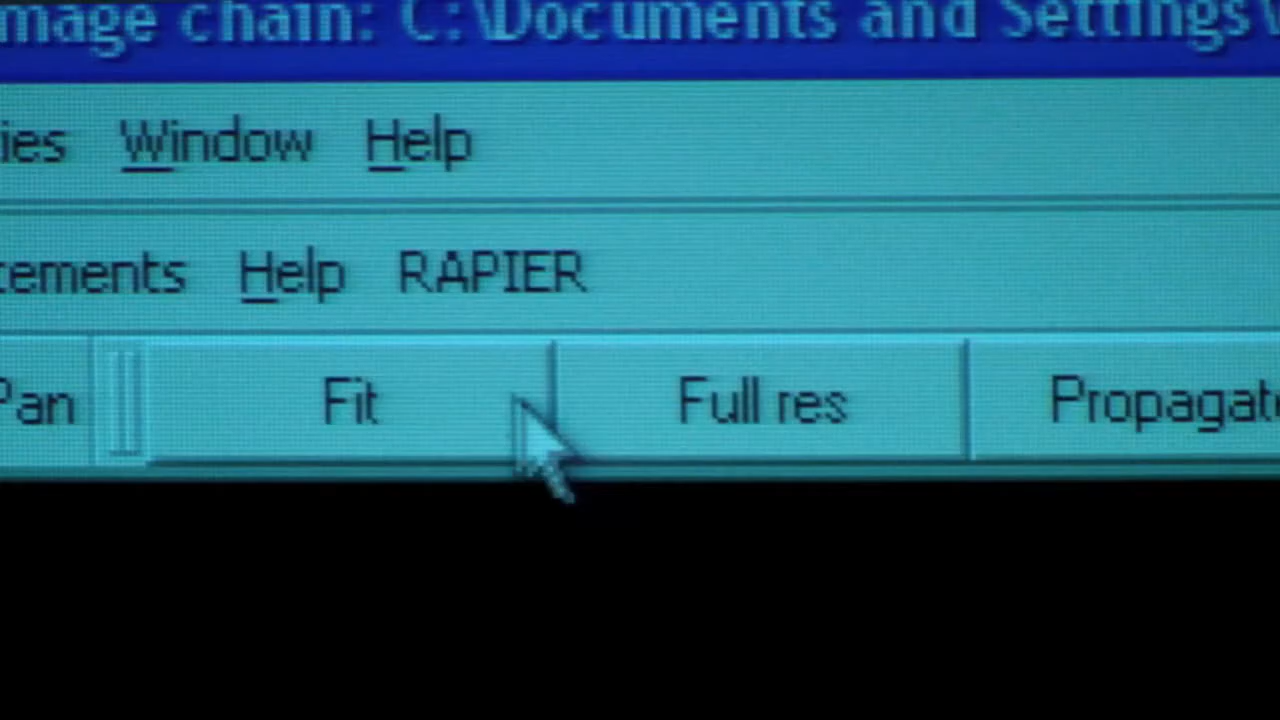 mage chain: C:\Documents and Settings\
ies Window Help
cements Help RAPIER
Pan Fit Full res Propagat